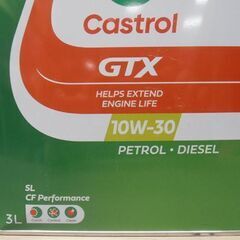 Castrol
GTX
HELPS EXTEND
ENGINE LIFE
10W-30
PETROL • DIESEL
SL
CF Performance
3L